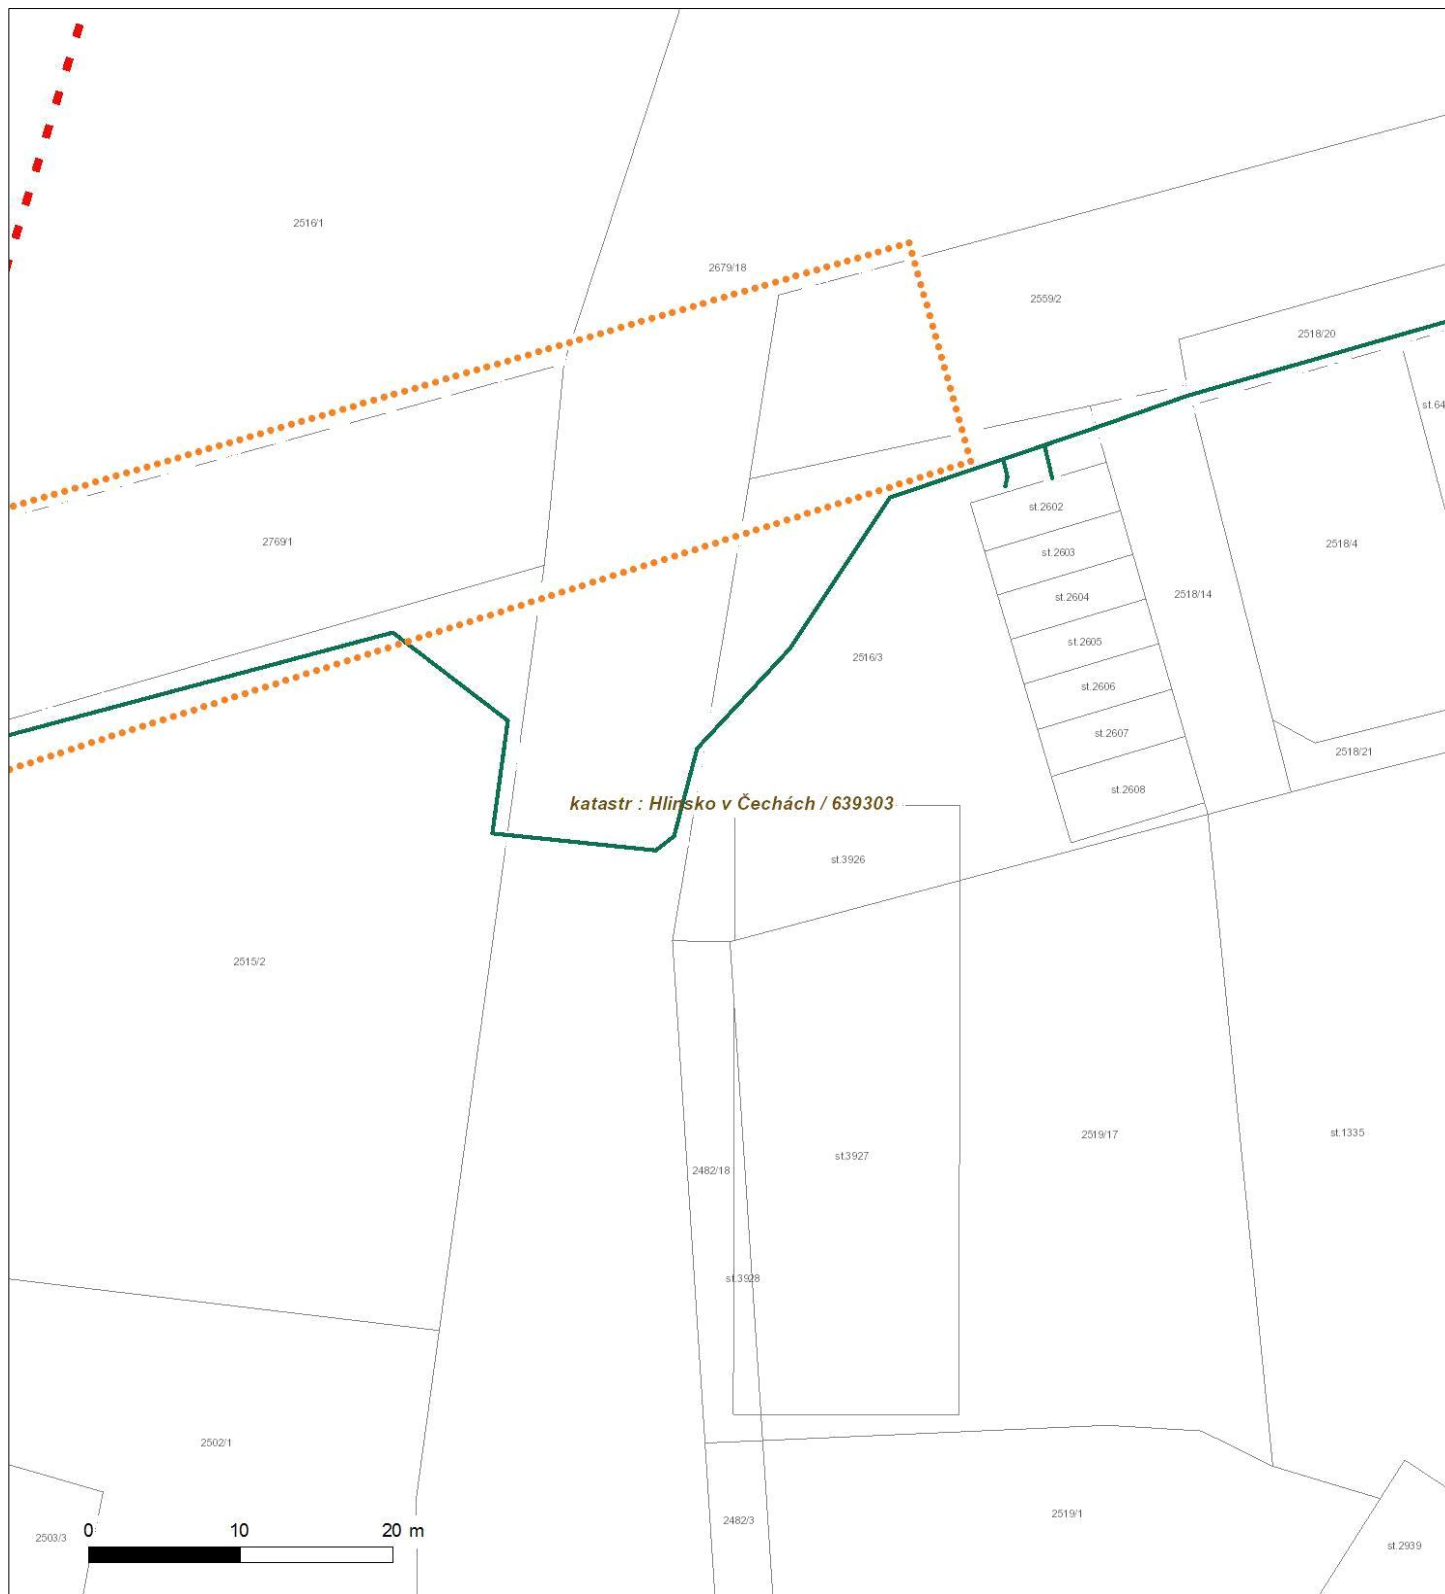 2516/1
2679/18
2559/2
2518/20
st.64
2769/1
st.2602
st.2603
2518/4
st.2604
2518/14
st.2605
2516/3
st.2606
st.2607
2518/21
st.2608
katastr : Hlinsko v Čechách / 639303
st.3926
2515/2
2519/17
st.1335
st.3927
2482/18
st.3928
2502/1
2519/1
2482/3
0 10 20 m
2503/3
st.2939